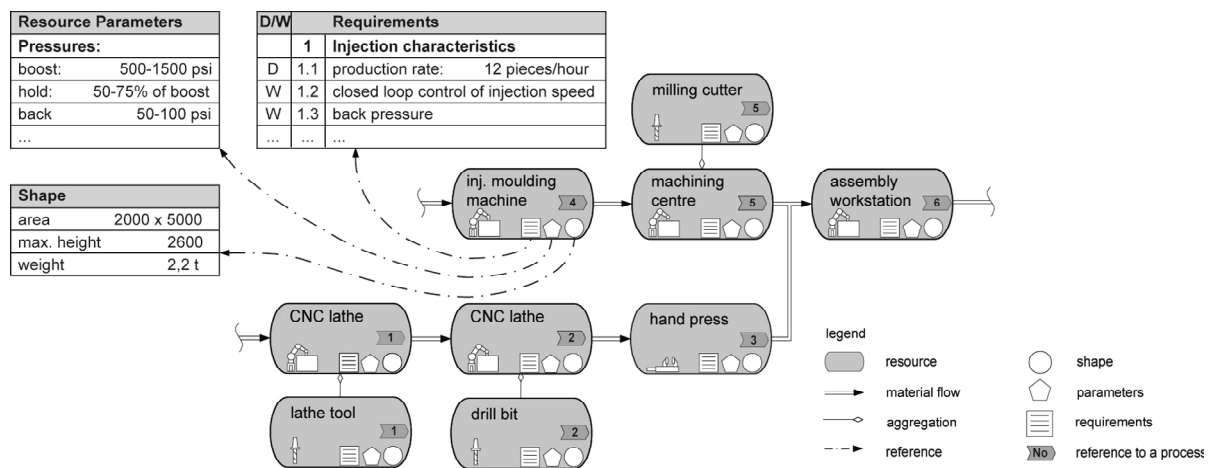 Resource Parameters
Pressures:
boost: 500-1500 psi
hold: 50-75% of boost
back 50-100 psi
...
D/W Requirements
1 Injection characteristics
D 1.1 production rate: 12 pieces/hour
W 1.2 closed loop control of injection speed
W 1.3 back pressure
... ... ...
Shape
area 2000 x 5000
max. height 2600
weight 2,2 t
milling cutter
5
inj. moulding
machine
4
machining
centre
5
assembly
workstation
6
CNC lathe
1
CNC lathe
2
hand press
3
lathe tool
1
drill bit
2
legend
resource
material flow
aggregation
reference
shape
parameters
requirements
No reference to a process